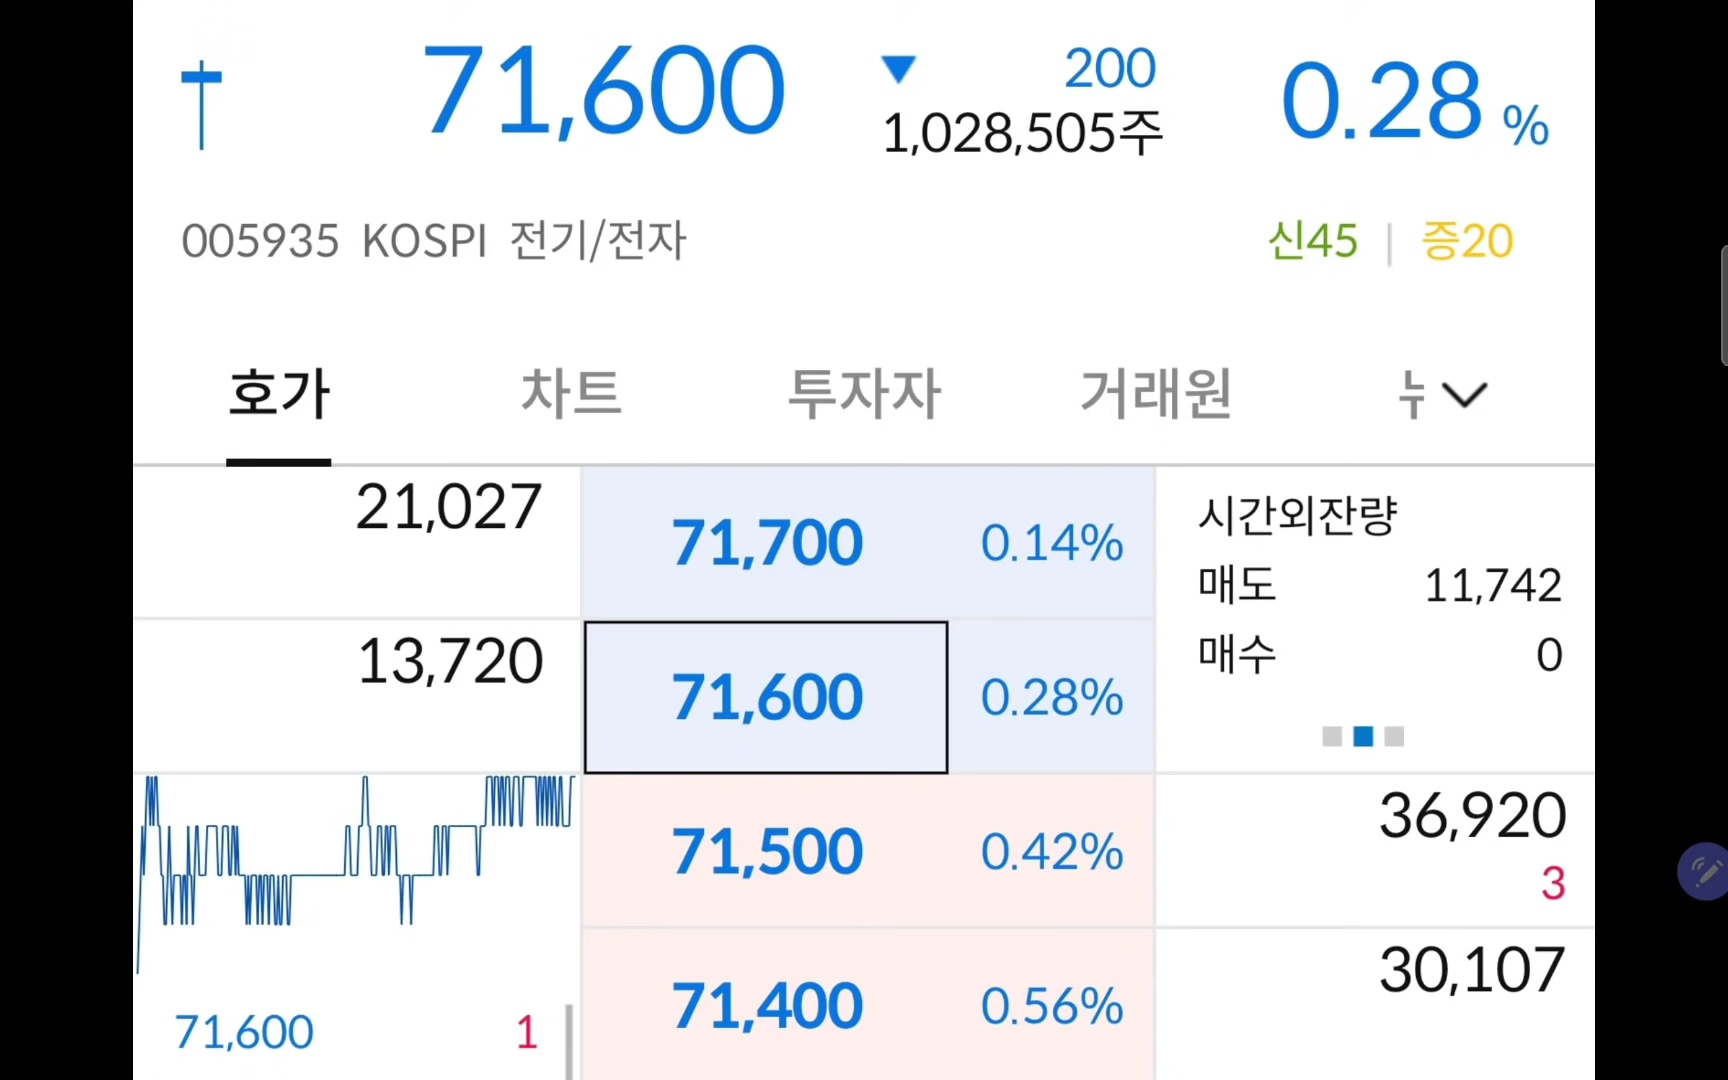 71,600 ▼ 200 0.28 %
1,028,505주
005935 KOSPI 전기/전자 신45 | 증20
호가 차트 투자자 거래원
21,027 71,700 0.14% 시간외잔량
매도 11,742
13,720 71,600 0.28% 매수 0
71,500 0.42% 36,920
3
71,400 0.56% 30,107
71,600 1